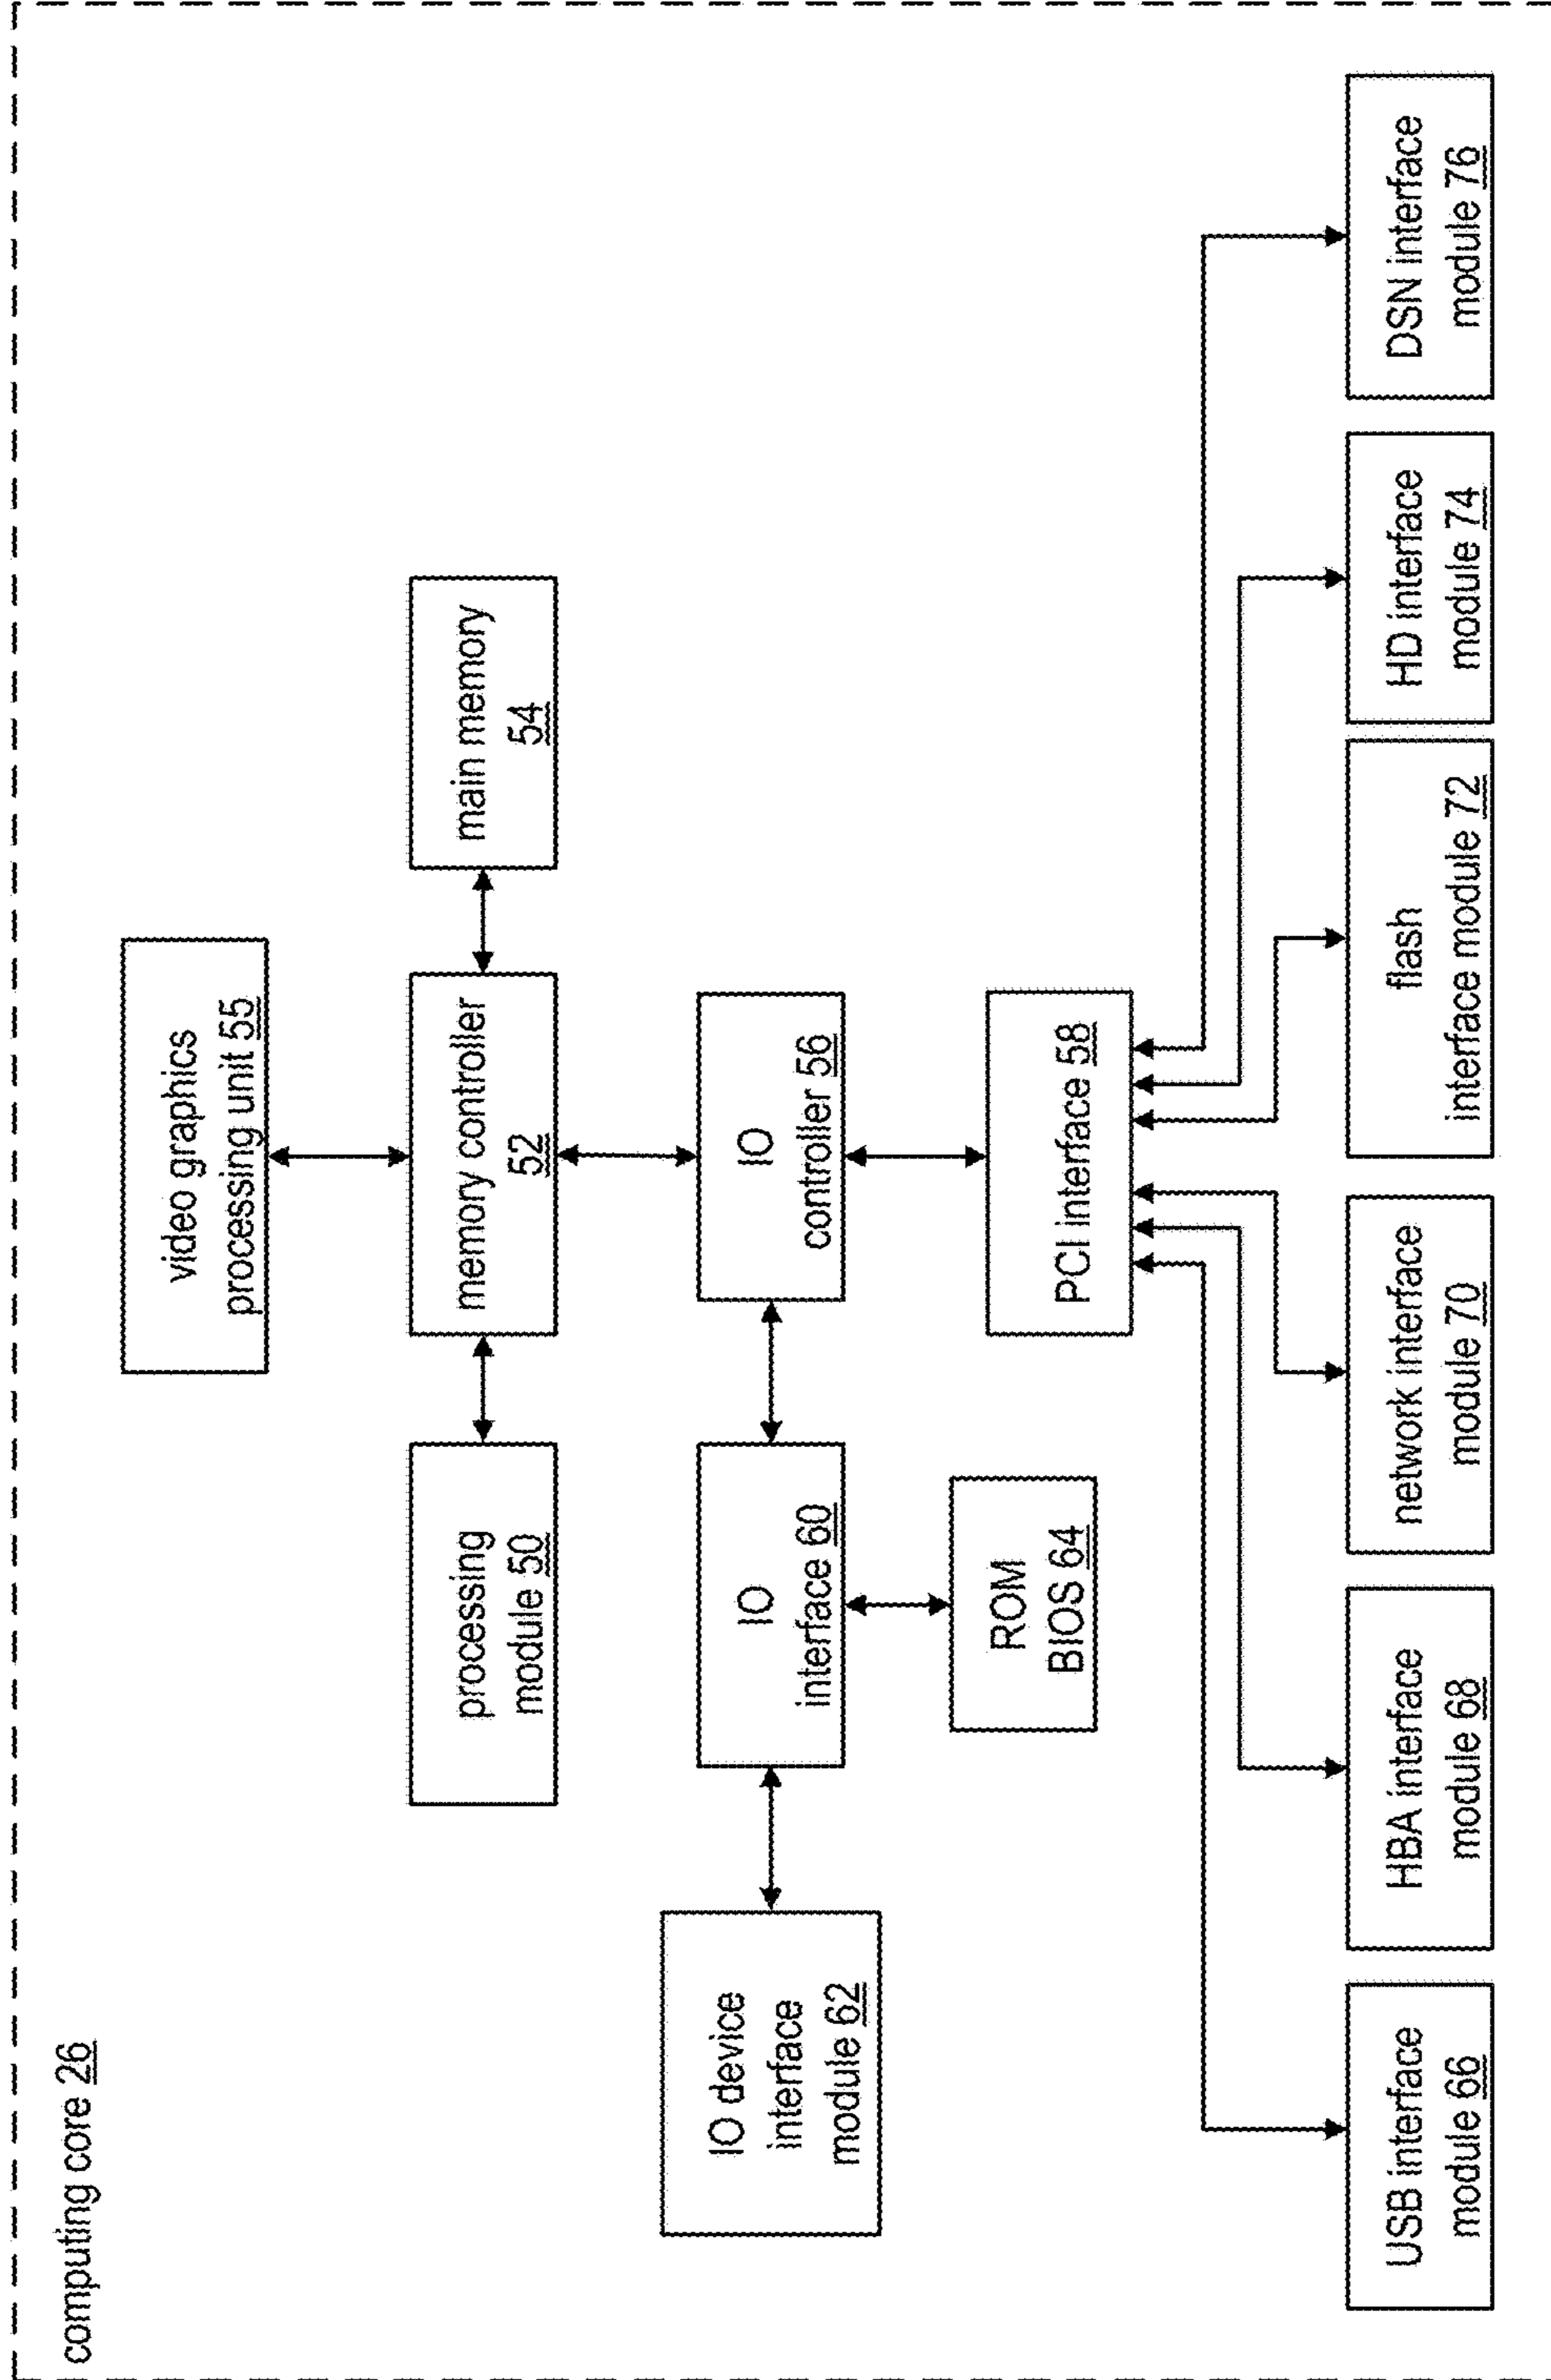 computing core 26
video graphics
processing unit 55
processing
module 50
memory controller
52
main memory
54
IO device
interface
module 62
IO
interface 60
IO
controller 56
ROM
BIOS 64
PCI interface 58
USB interface
module 66
HBA interface
module 68
network interface
module 70
flash
interface module 72
HD interface
module 74
DSN interface
module 76